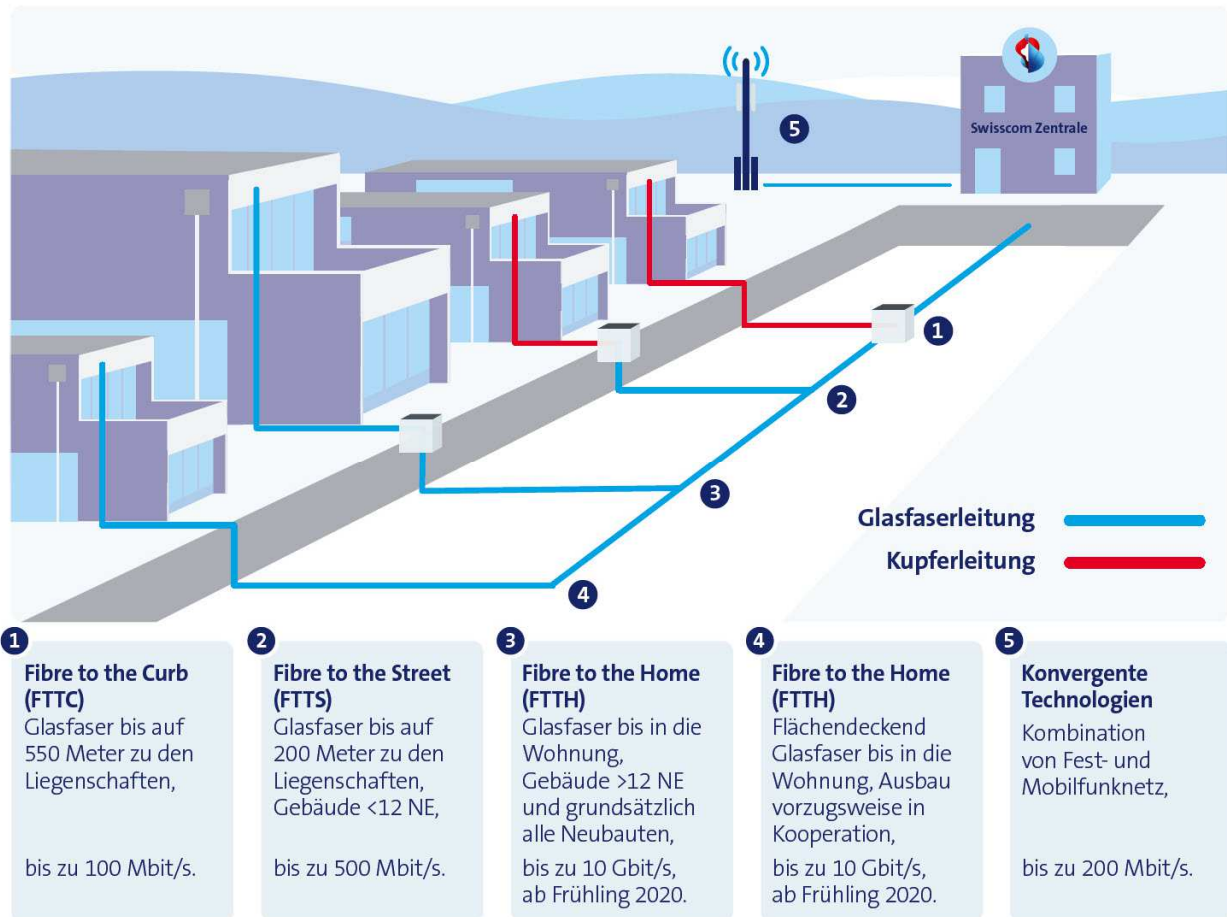 Swisscom Zentrale
5
1
2
3
4
Glasfaserleitung
Kupferleitung
1
Fibre to the Curb
(FTTC)
Glasfaser bis auf
550 Meter zu den
Liegenschaften,
bis zu 100 Mbit/s.
2
Fibre to the Street
(FTTS)
Glasfaser bis auf
200 Meter zu den
Liegenschaften,
Gebäude <12 NE,
bis zu 500 Mbit/s.
3
Fibre to the Home
(FTTH)
Glasfaser bis in die
Wohnung,
Gebäude >12 NE
und grundsätzlich
alle Neubauten,
bis zu 10 Gbit/s,
ab Frühling 2020.
4
Fibre to the Home
(FTTH)
Flächendeckend
Glasfaser bis in die
Wohnung, Ausbau
vorzugsweise in
Kooperation,
bis zu 10 Gbit/s,
ab Frühling 2020.
5
Konvergente
Technologien
Kombination
von Fest- und
Mobilfunknetz,
bis zu 200 Mbit/s.